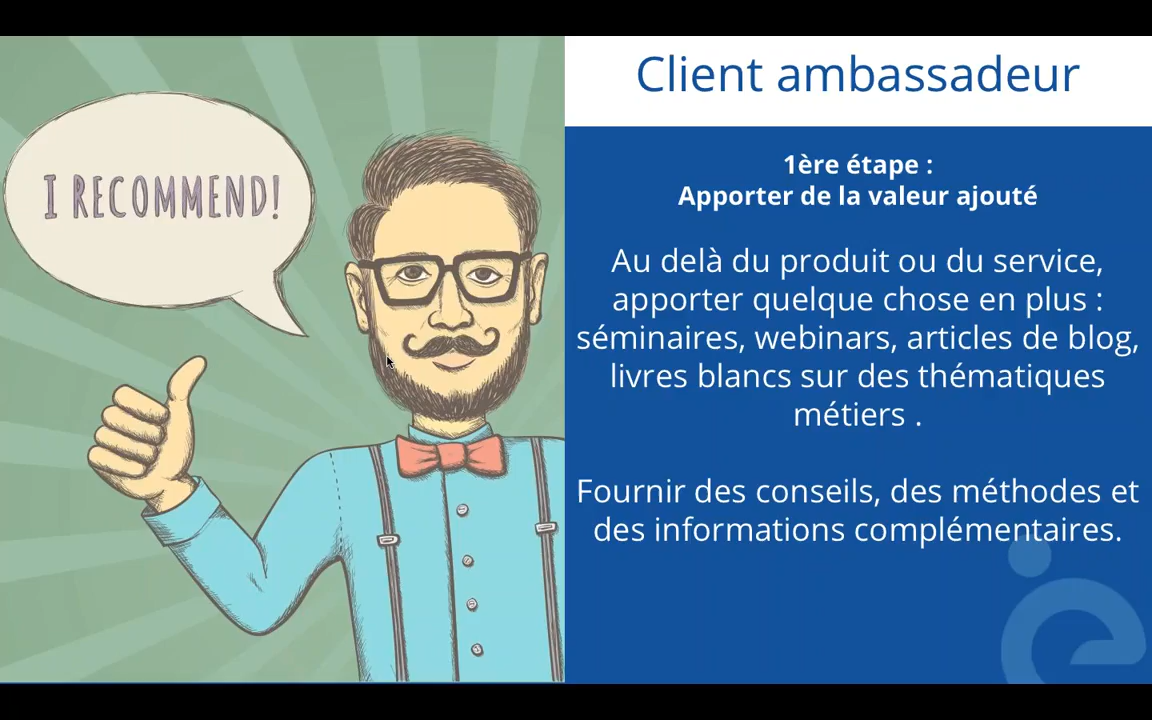 I RECOMMEND!
Client ambassadeur
1ère étape :
Apporter de la valeur ajouté
Au delà du produit ou du service,
apporter quelque chose en plus :
séminaires, webinars, articles de blog,
livres blancs sur des thématiques
métiers .
Fournir des conseils, des méthodes et
des informations complémentaires.